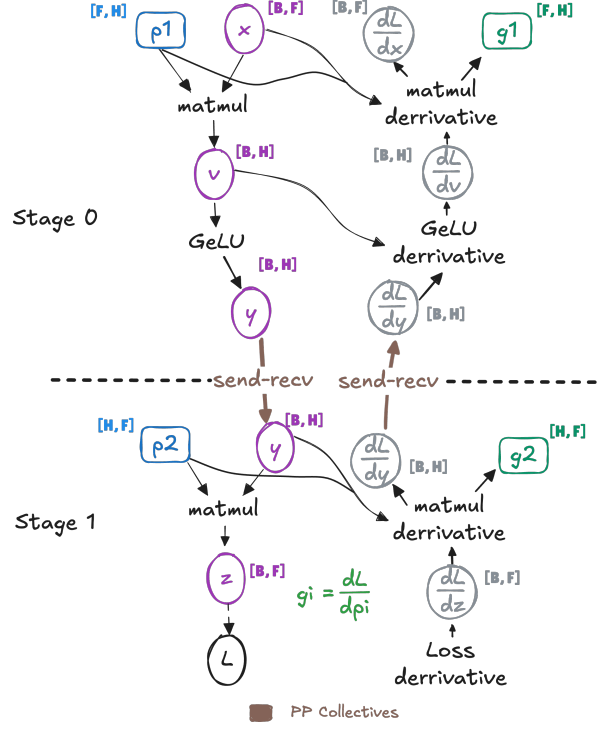 [F,H] p1 x [B,F] [B,F] dL/dx g1 [F,H]
matmul
matmul derrivative
v [B,H] [B,H] dL/dv
Stage 0
GeLU
GeLU derrivative
[B,H]
y dL/dy [B,H]
send-recv send-recv
[H,F] p2 y [B,H] dL/dy [B,H] g2 [H,F]
matmul
matmul derrivative
Stage 1
z [B,F] gi = dL/dpi dL/dz [B,F]
L
Loss derrivative
PP Collectives